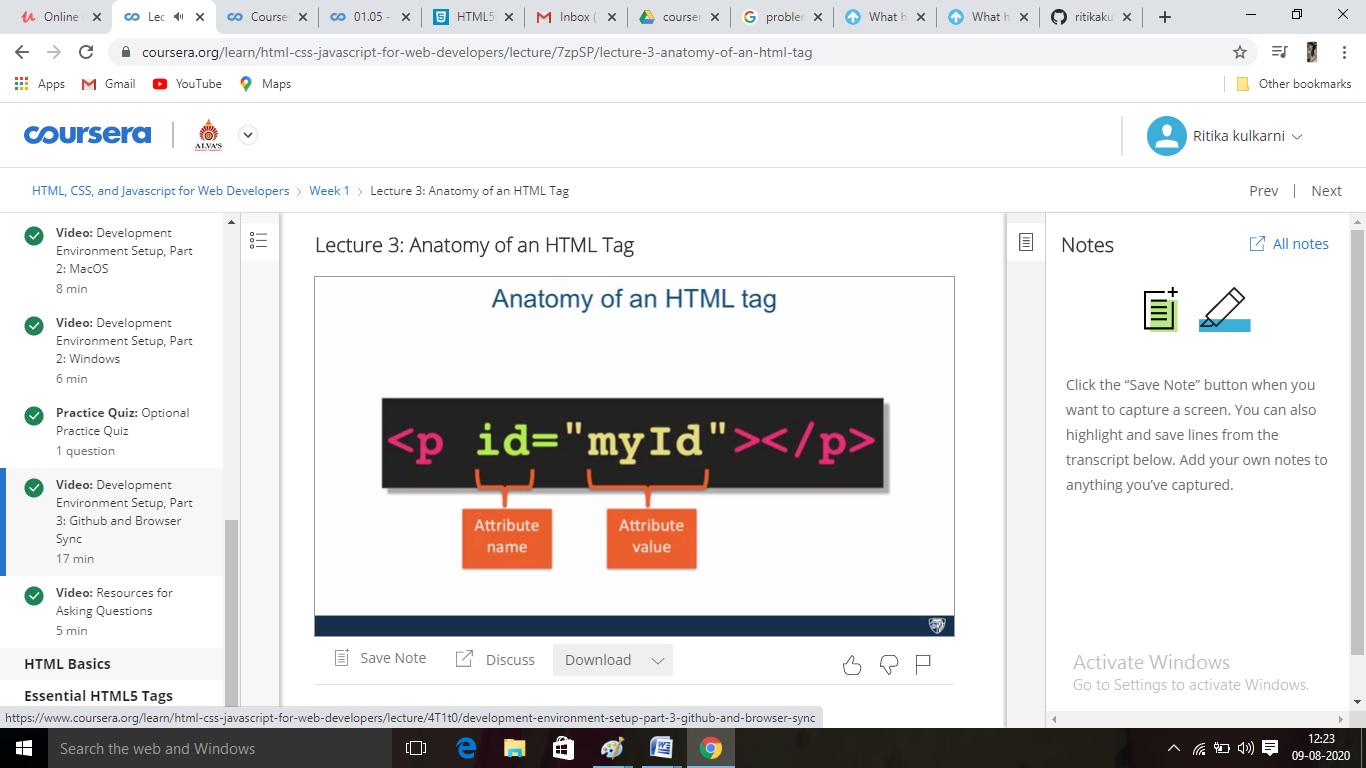 Online
Lec
Course
01.05 -
HTML5
Inbox (
course
problem
What h
What h
ritikaku
coursera.org/learn/html-css-javascript-for-web-developers/lecture/7zpSP/lecture-3-anatomy-of-an-html-tag
Apps
Gmail
YouTube
Maps
Other bookmarks
coursera
ALVA'S
Ritika kulkarni
HTML, CSS, and Javascript for Web Developers > Week 1 > Lecture 3: Anatomy of an HTML Tag
Prev | Next
Video: Development
Environment Setup, Part
2: MacOS
8 min
Video: Development
Environment Setup, Part
2: Windows
6 min
Practice Quiz: Optional
Practice Quiz
1 question
Video: Development
Environment Setup, Part
3: Github and Browser
Sync
17 min
Video: Resources for
Asking Questions
5 min
HTML Basics
Essential HTML5 Tags
Lecture 3: Anatomy of an HTML Tag
Anatomy of an HTML tag
<p id="myId"></p>
Attribute
name
Attribute
value
Save Note
Discuss
Download
Notes
All notes
Click the “Save Note” button when you
want to capture a screen. You can also
highlight and save lines from the
transcript below. Add your own notes to
anything you’ve captured.
Activate Windows
Go to Settings to activate Windows.
https://www.coursera.org/learn/html-css-javascript-for-web-developers/lecture/4T1t0/development-environment-setup-part-3-github-and-browser-sync
Search the web and Windows
12:23
09-08-2020